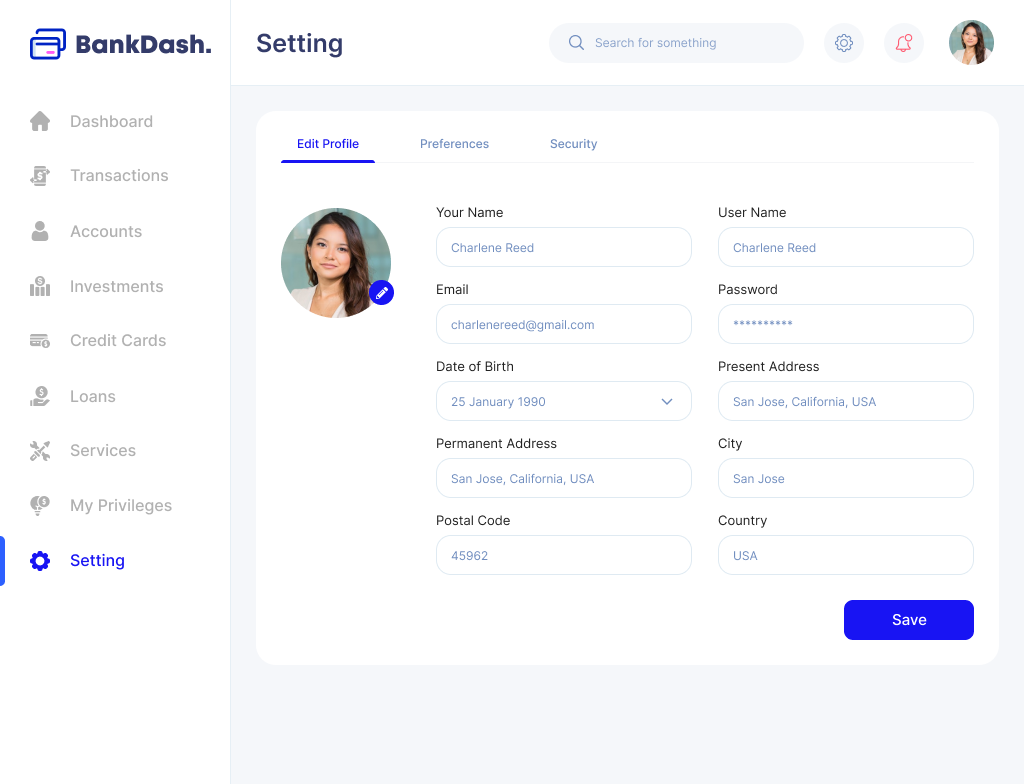 BankDash.
Setting
Search for something
Dashboard
Transactions
Accounts
Investments
Credit Cards
Loans
Services
My Privileges
Setting
Edit Profile
Preferences
Security
Your Name
Charlene Reed
User Name
Charlene Reed
Email
charlenereed@gmail.com
Password
**********
Date of Birth
25 January 1990
Present Address
San Jose, California, USA
Permanent Address
San Jose, California, USA
City
San Jose
Postal Code
45962
Country
USA
Save